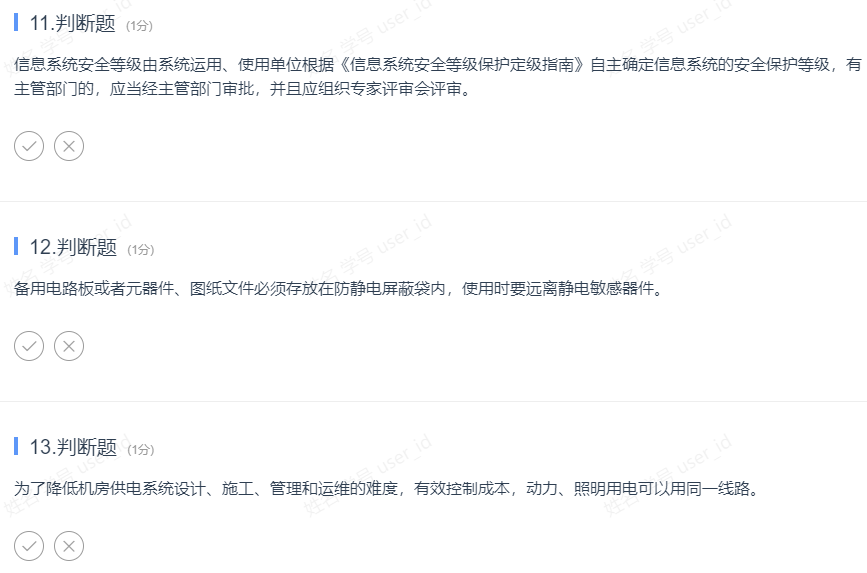 11.判断题 (1分)
信息系统安全等级由系统运用、使用单位根据《信息系统安全等级保护定级指南》自主确定信息系统的安全保护等级，有
主管部门的，应当经主管部门审批，并且应组织专家评审会评审。
12.判断题 (1分)
备用电路板或者元器件、图纸文件必须存放在防静电屏蔽袋内，使用时要远离静电敏感器件。
13.判断题 (1分)
为了降低机房供电系统设计、施工、管理和运维的难度，有效控制成本，动力、照明用电可以用同一线路。
姓名 学号 user_id